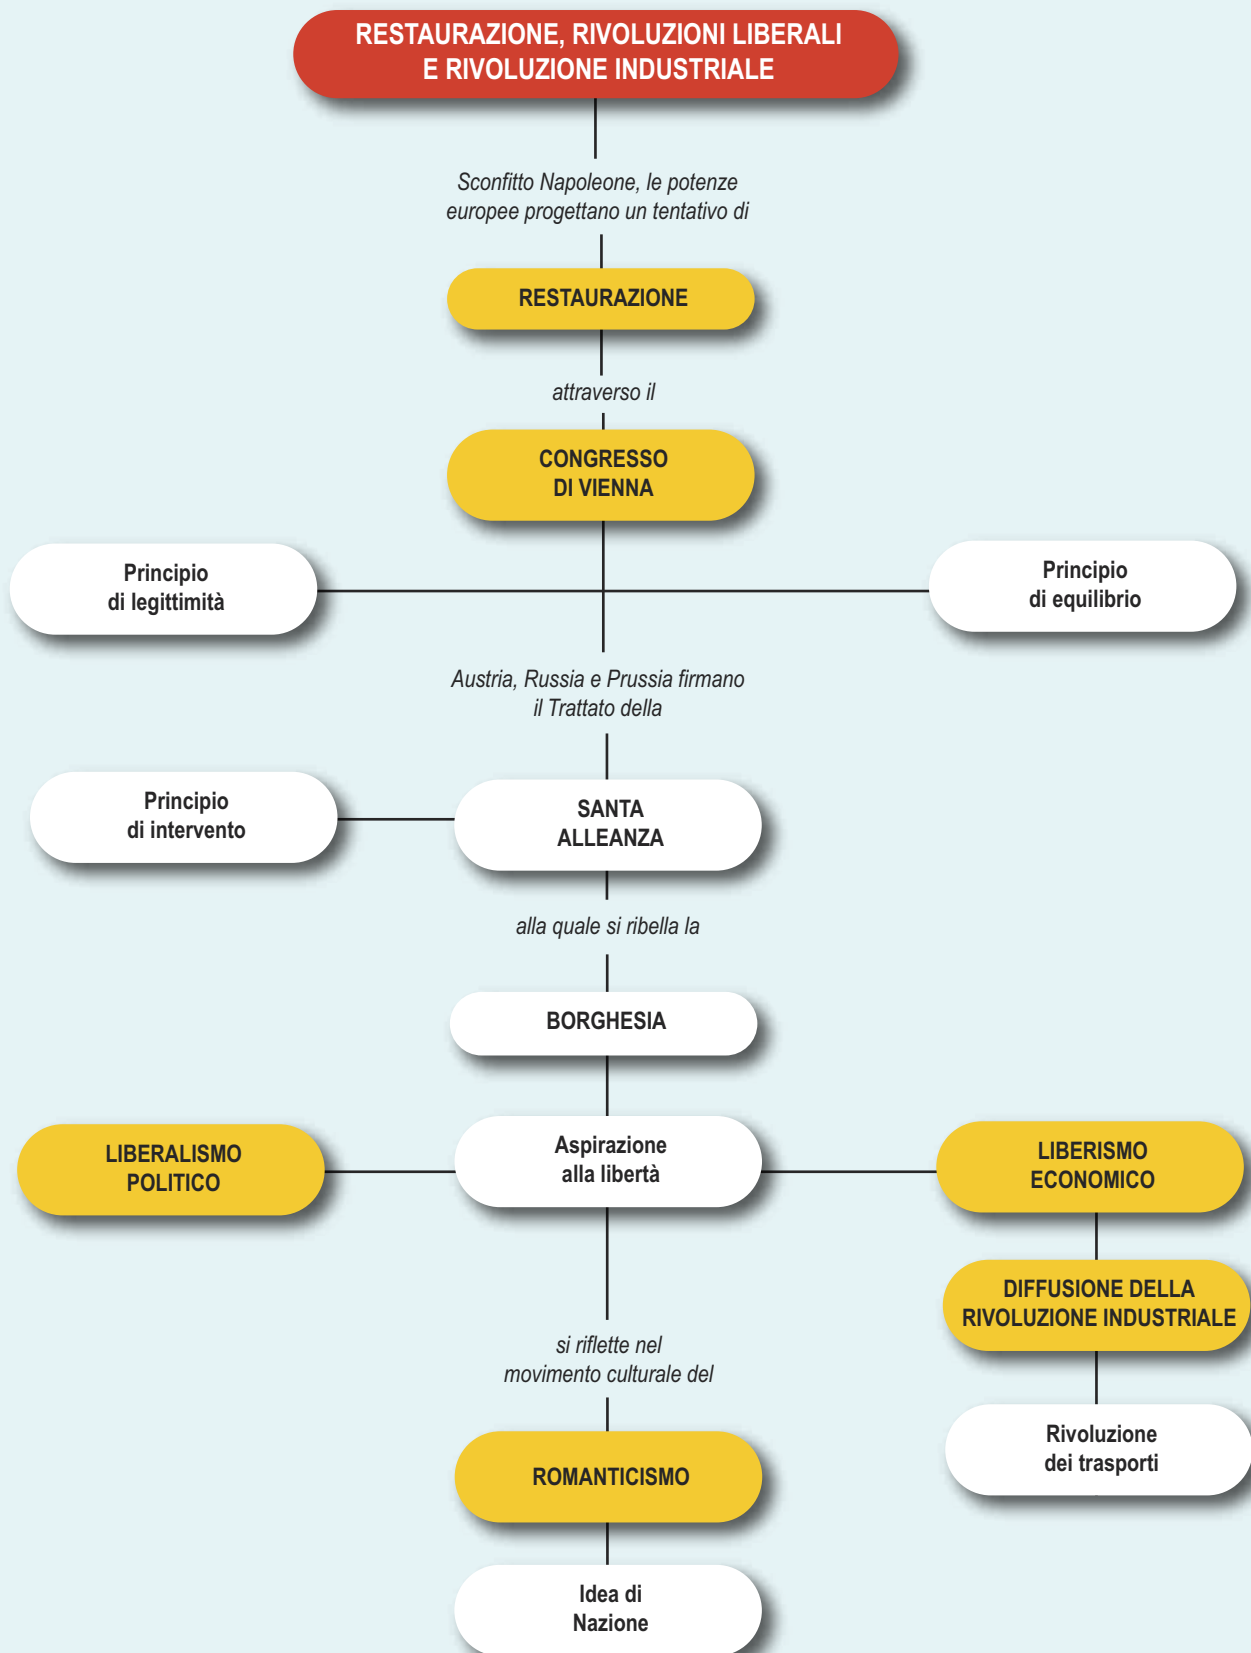 RESTAURAZIONE, RIVOLUZIONI LIBERALI
E RIVOLUZIONE INDUSTRIALE
Sconfitto Napoleone, le potenze
europee progettano un tentativo di
RESTAURAZIONE
attraverso il
CONGRESSO
DI VIENNA
Principio
di legittimità
Principio
di equilibrio
Austria, Russia e Prussia firmano
il Trattato della
Principio
di intervento
SANTA
ALLEANZA
alla quale si ribella la
BORGHESIA
LIBERALISMO
POLITICO
Aspirazione
alla libertà
LIBERISMO
ECONOMICO
DIFFUSIONE DELLA
RIVOLUZIONE INDUSTRIALE
si riflette nel
movimento culturale del
Rivoluzione
dei trasporti
ROMANTICISMO
Idea di
Nazione